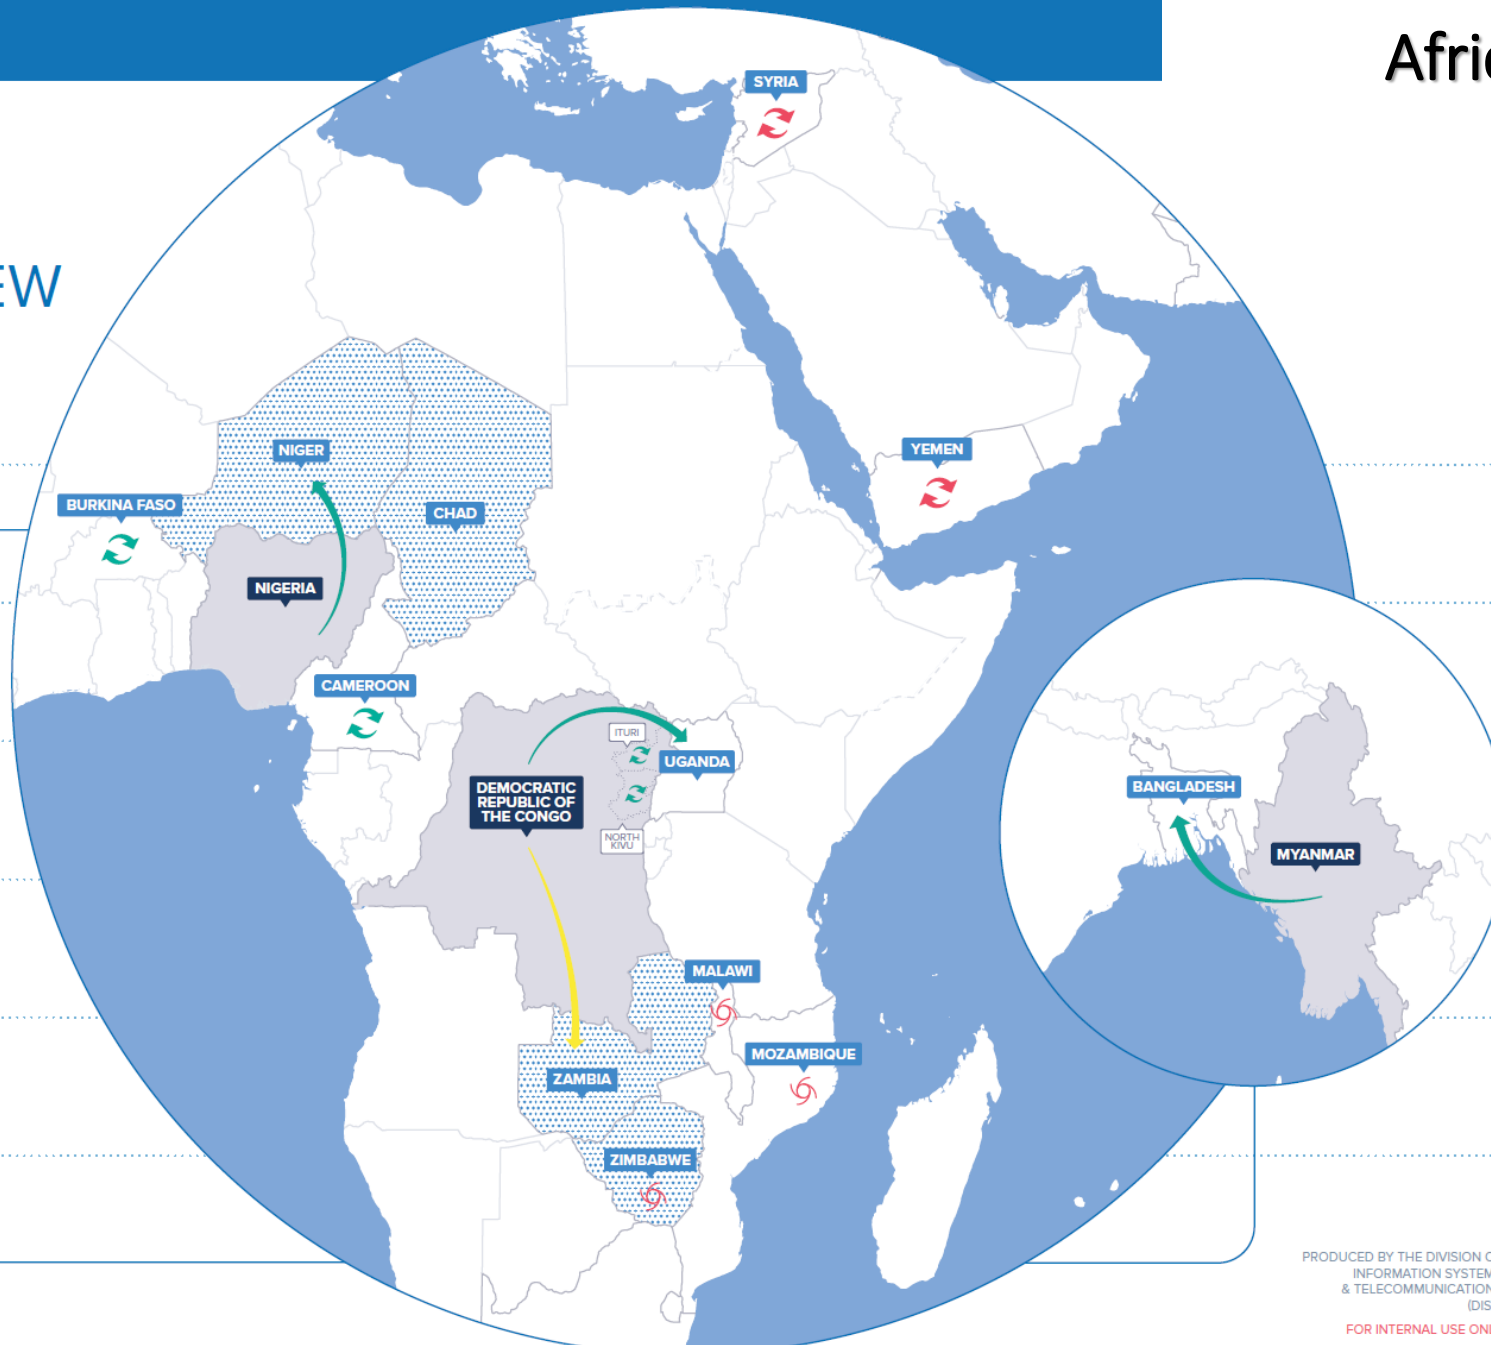 Afric
SYRIA
EW
NIGER
YEMEN
BURKINA FASO
CHAD
NIGERIA
CAMEROON
ITURI
UGANDA
DEMOCRATIC
REPUBLIC OF
THE CONGO
NORTH
KIVU
BANGLADESH
MYANMAR
MALAWI
MOZAMBIQUE
ZAMBIA
ZIMBABWE
PRODUCED BY THE DIVISION O
INFORMATION SYSTEM
& TELECOMMUNICATION
(DIS
FOR INTERNAL USE ONL